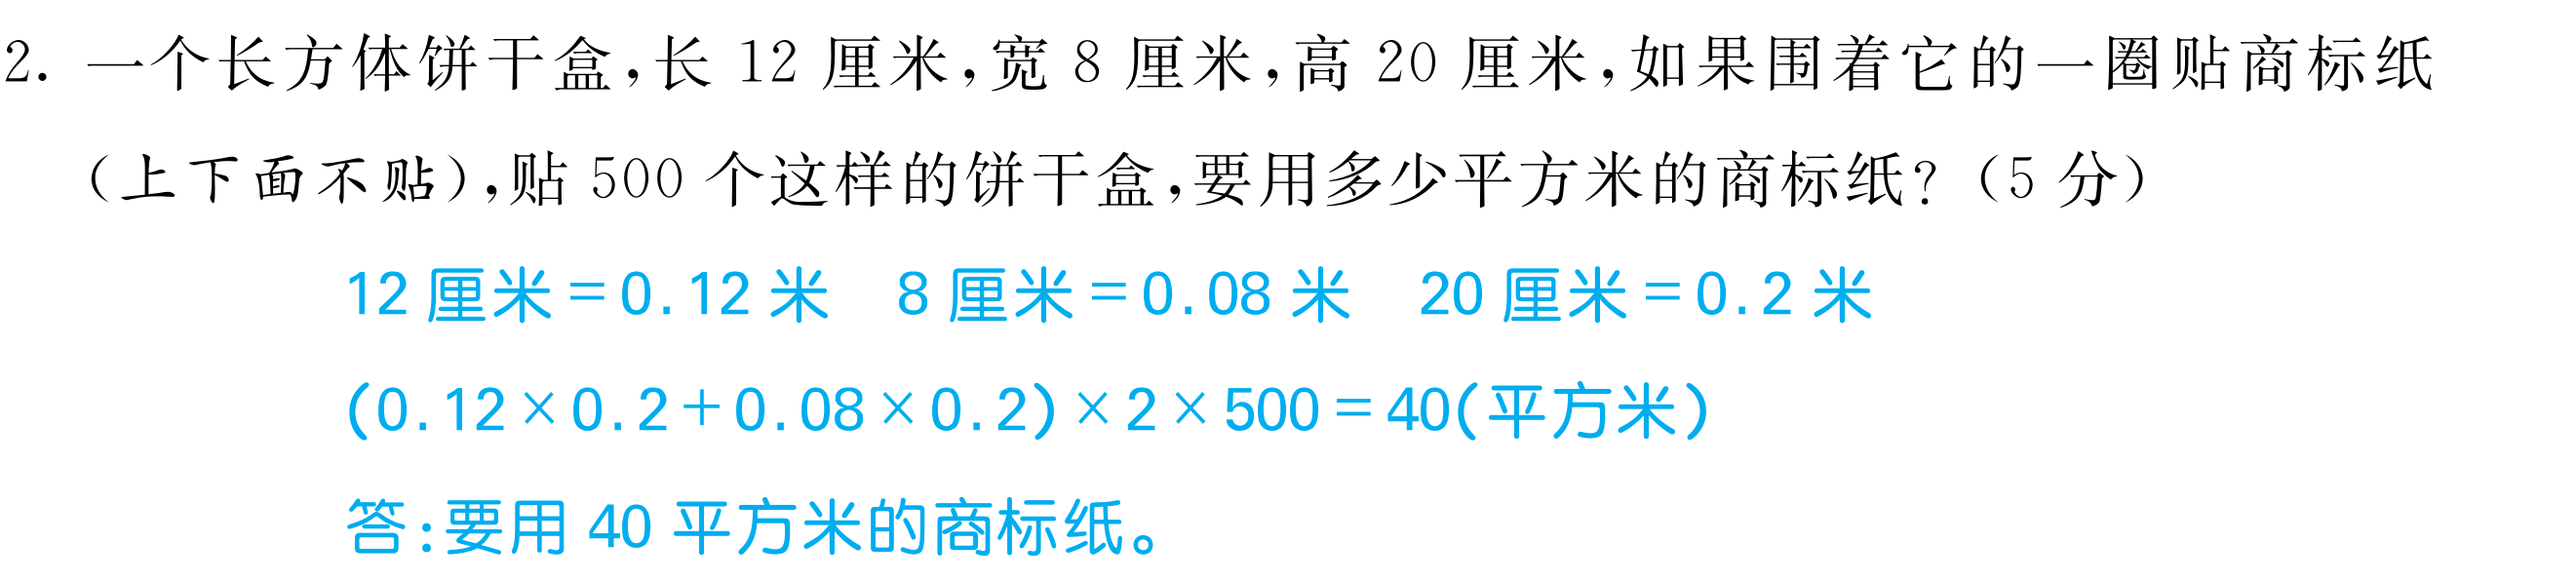 2. 一个长方体饼干盒,长 12 厘米,宽 8 厘米,高 20 厘米,如果围着它的一圈贴商标纸
(上下面不贴),贴 500 个这样的饼干盒,要用多少平方米的商标纸?(5 分)
12 厘米=0.12 米　8 厘米=0.08 米　20 厘米=0.2 米
(0.12×0.2+0.08×0.2)×2×500=40(平方米)
答:要用 40 平方米的商标纸。